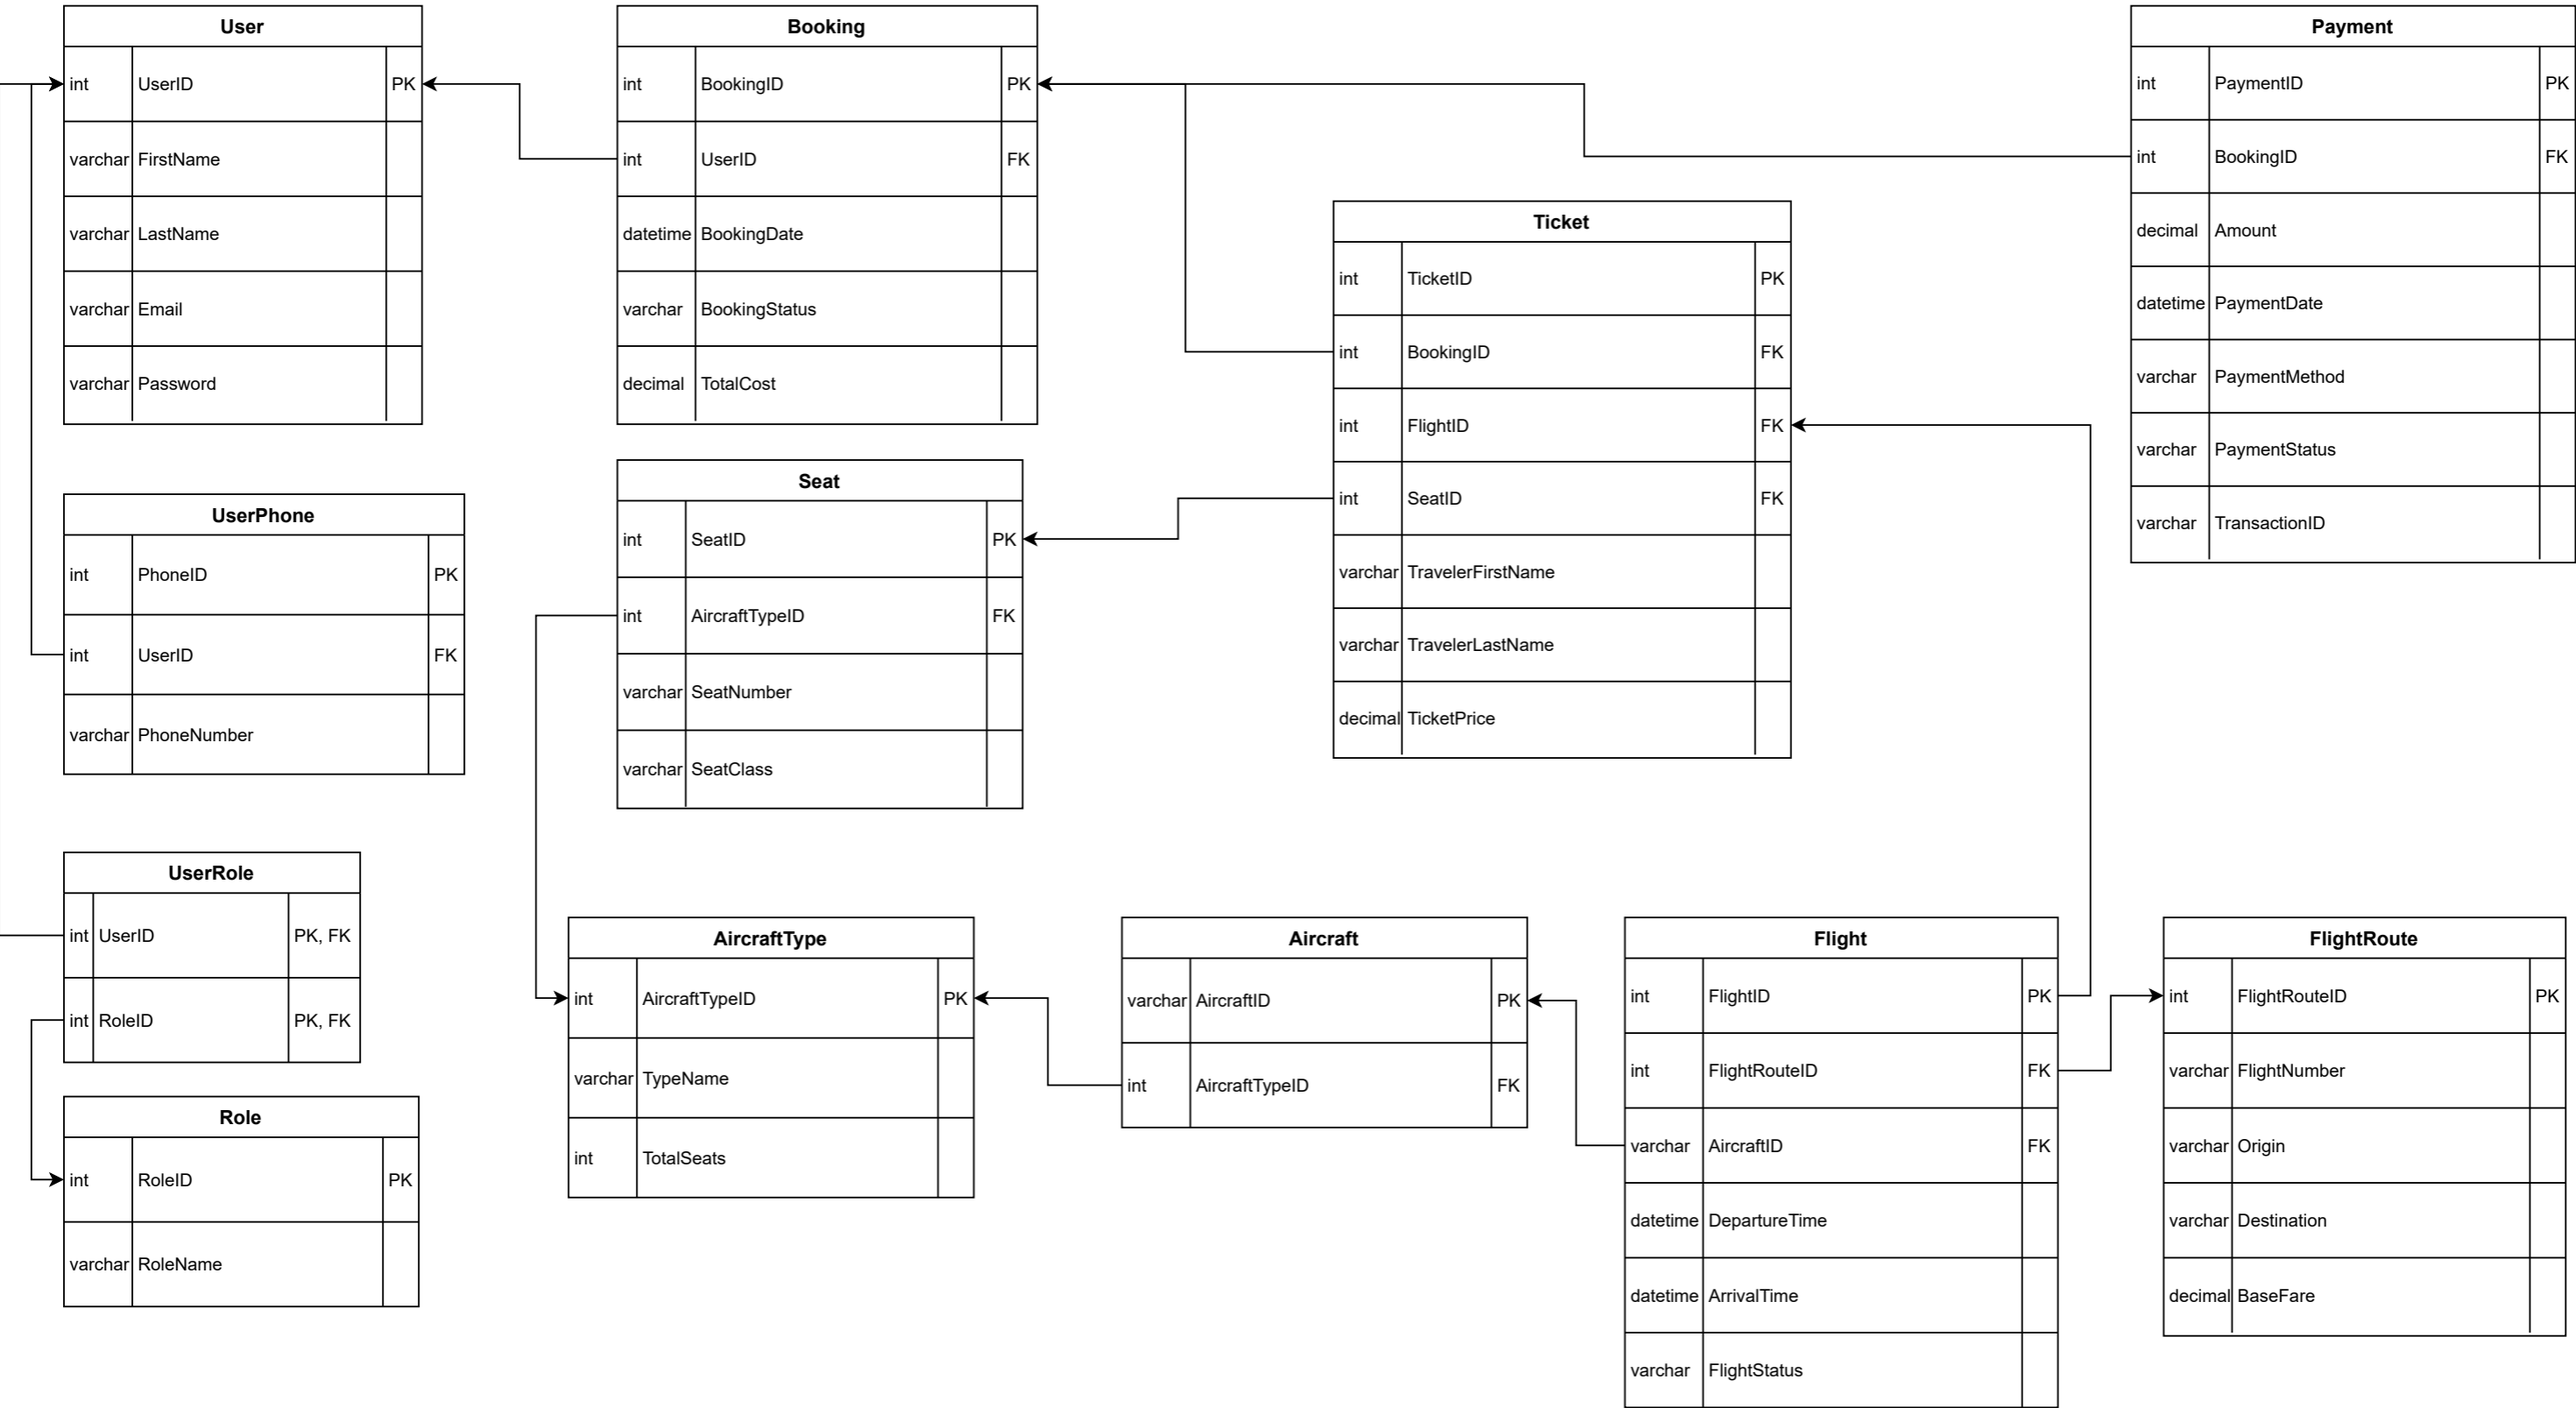 User
int UserID PK
varchar FirstName
varchar LastName
varchar Email
varchar Password
Booking
int BookingID PK
int UserID FK
datetime BookingDate
varchar BookingStatus
decimal TotalCost
Payment
int PaymentID PK
int BookingID FK
decimal Amount
datetime PaymentDate
varchar PaymentMethod
varchar PaymentStatus
varchar TransactionID
Ticket
int TicketID PK
int BookingID FK
int FlightID FK
int SeatID FK
varchar TravelerFirstName
varchar TravelerLastName
decimal TicketPrice
UserPhone
int PhoneID PK
int UserID FK
varchar PhoneNumber
Seat
int SeatID PK
int AircraftTypeID FK
varchar SeatNumber
varchar SeatClass
UserRole
int UserID PK, FK
int RoleID PK, FK
Role
int RoleID PK
varchar RoleName
AircraftType
int AircraftTypeID PK
varchar TypeName
int TotalSeats
Aircraft
varchar AircraftID PK
int AircraftTypeID FK
Flight
int FlightID PK
int FlightRouteID FK
varchar AircraftID FK
datetime DepartureTime
datetime ArrivalTime
varchar FlightStatus
FlightRoute
int FlightRouteID PK
varchar FlightNumber
varchar Origin
varchar Destination
decimal BaseFare